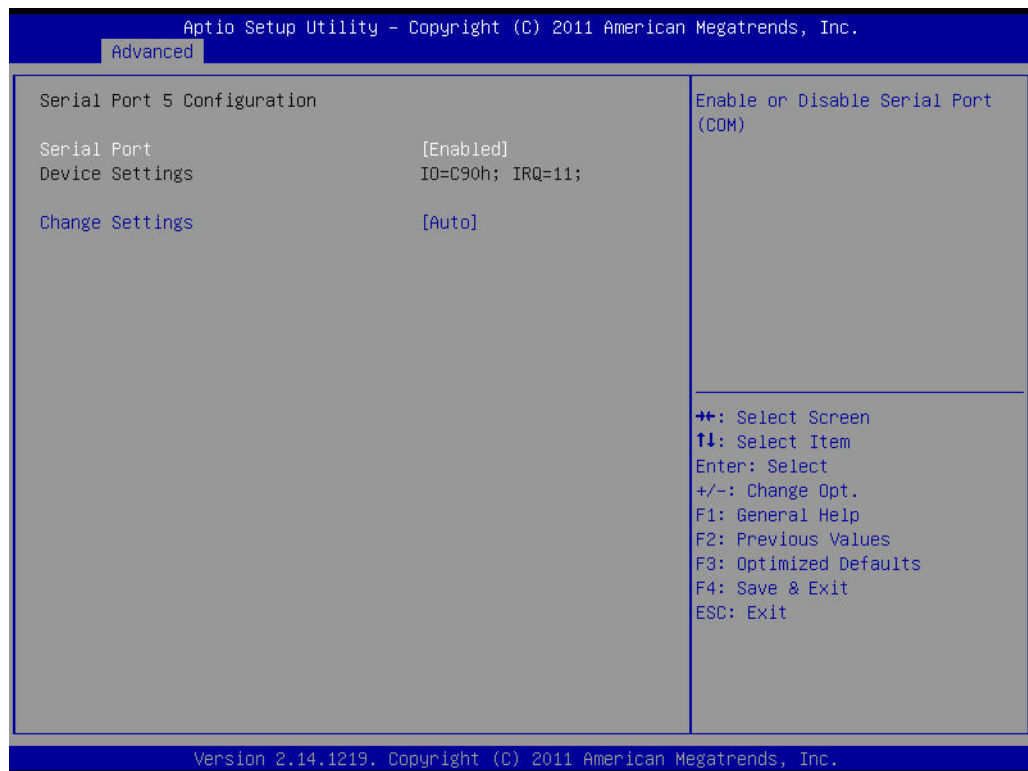 Aptio Setup Utility – Copyright (C) 2011 American Megatrends, Inc.
Advanced
Serial Port 5 Configuration
Serial Port [Enabled]
Device Settings IO=C90h; IRQ=11;
Change Settings [Auto]
Enable or Disable Serial Port
(COM)
→←: Select Screen
↑↓: Select Item
Enter: Select
+/-: Change Opt.
F1: General Help
F2: Previous Values
F3: Optimized Defaults
F4: Save & Exit
ESC: Exit
Version 2.14.1219. Copyright (C) 2011 American Megatrends, Inc.